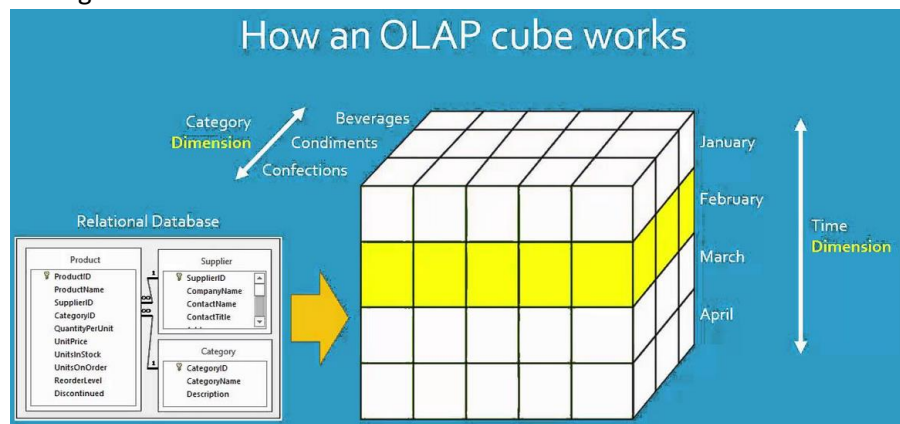 How an OLAP cube works
Category
Dimension
Beverages
Condiments
Confections
January
February
March
April
Time
Dimension
Relational Database
Product
ProductID
ProductName
SupplierID
CategoryID
QuantityPerUnit
UnitPrice
UnitsInStock
UnitsOnOrder
ReorderLevel
Discontinued
Supplier
SupplierID
CompanyName
ContactName
ContactTitle
Category
CategoryID
CategoryName
Description
1
∞
∞
1